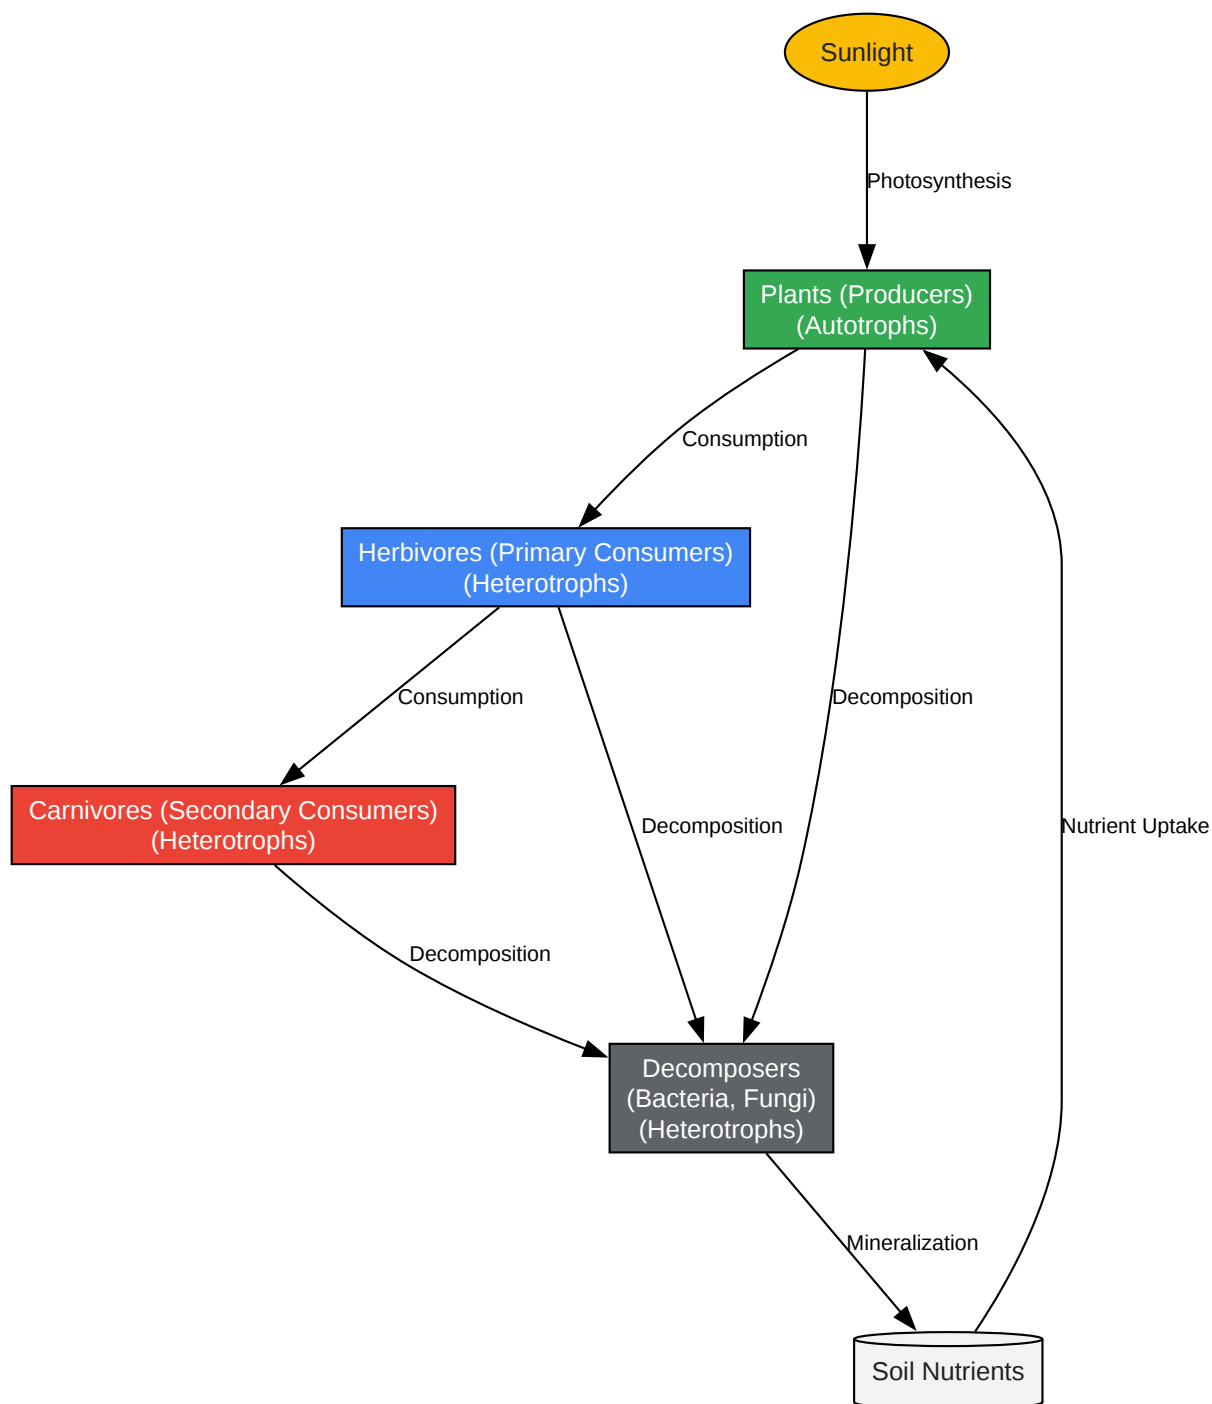 Sunlight
Photosynthesis
Plants (Producers)
(Autotrophs)
Consumption
Herbivores (Primary Consumers)
(Heterotrophs)
Consumption
Decomposition
Carnivores (Secondary Consumers)
(Heterotrophs)
Decomposition
Nutrient Uptake
Decomposition
Decomposers
(Bacteria, Fungi)
(Heterotrophs)
Mineralization
Soil Nutrients